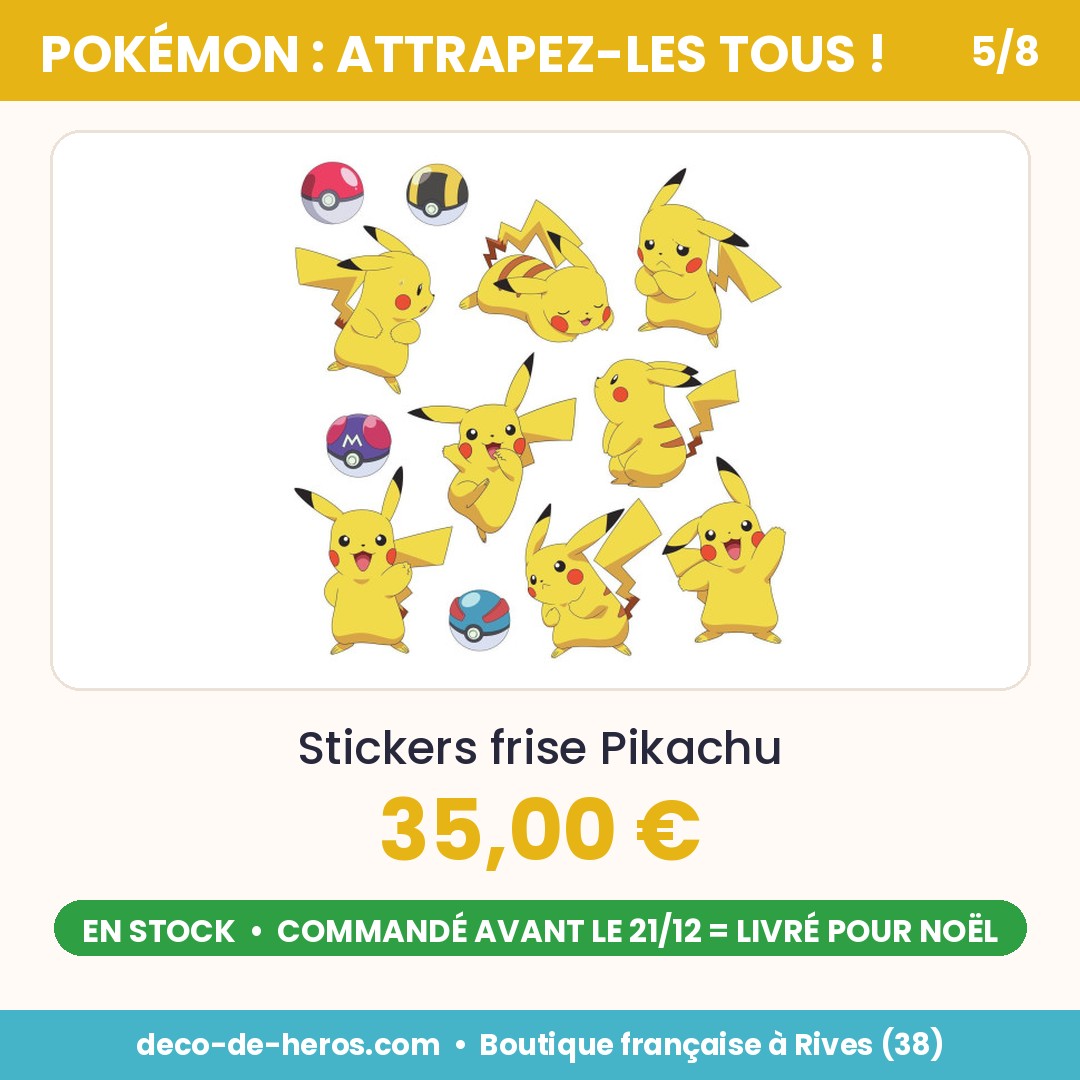 POKÉMON : ATTRAPEZ-LES TOUS !
5/8
M
Stickers frise Pikachu
35,00 €
EN STOCK • COMMANDÉ AVANT LE 21/12 = LIVRÉ POUR NOËL
deco-de-heros.com • Boutique française à Rives (38)